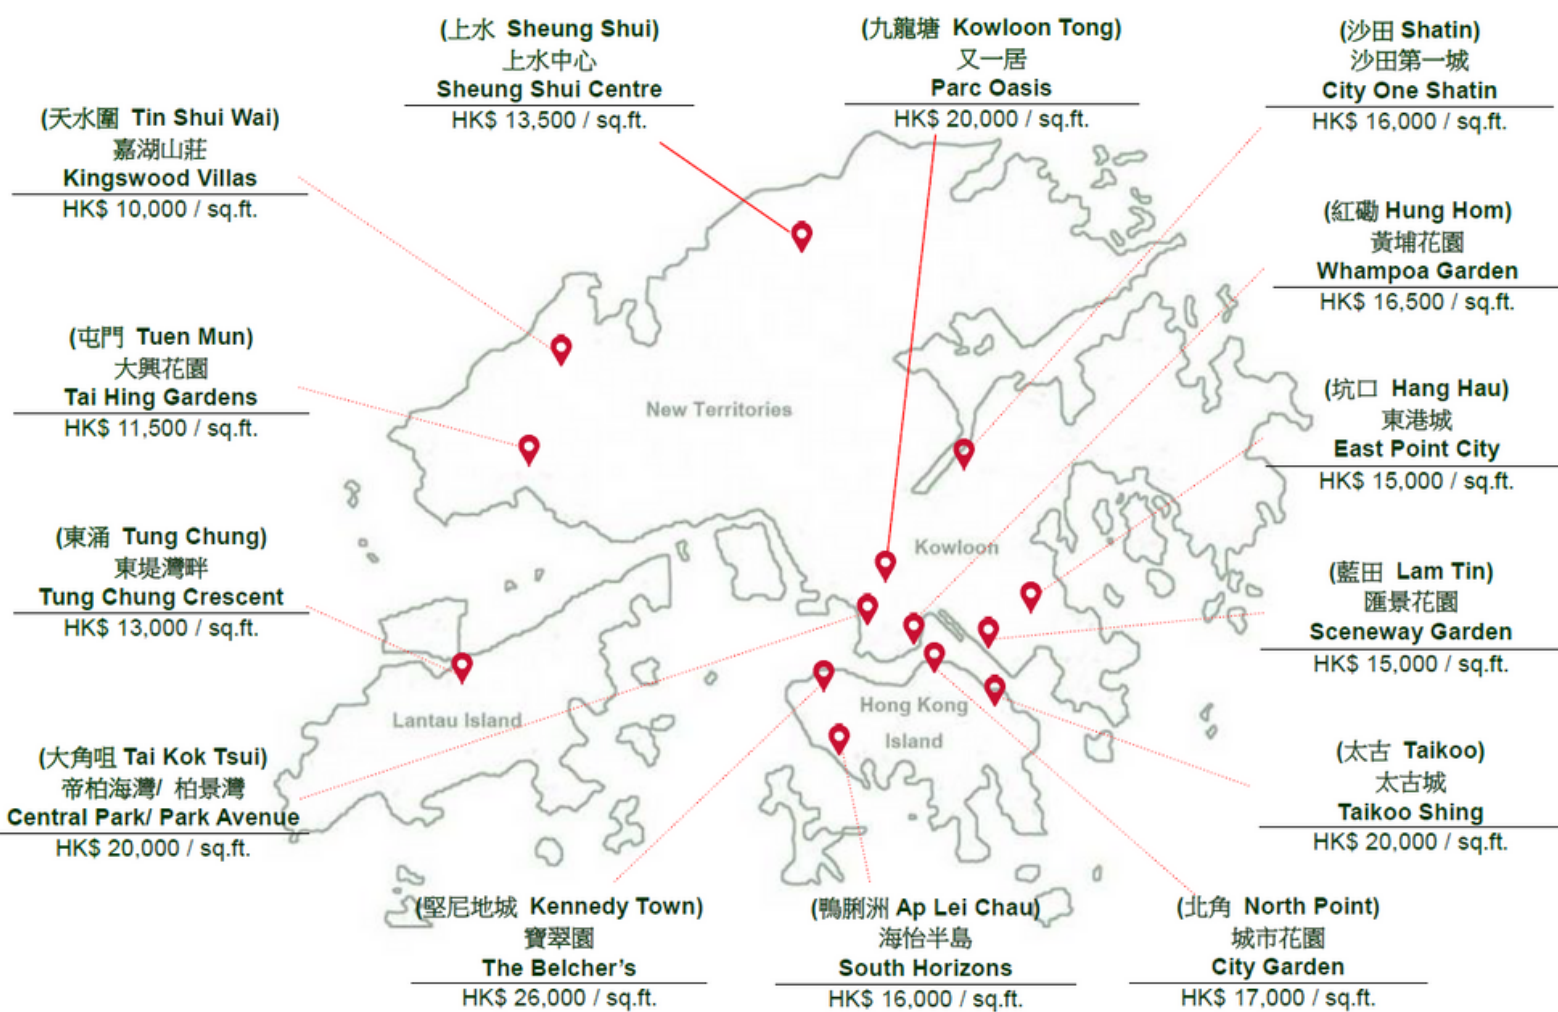 (上水 Sheung Shui)
上水中心
Sheung Shui Centre
HK$ 13,500 / sq.ft.
(九龍塘 Kowloon Tong)
又一居
Parc Oasis
HK$ 20,000 / sq.ft.
(沙田 Shatin)
沙田第一城
City One Shatin
HK$ 16,000 / sq.ft.
(天水圍 Tin Shui Wai)
嘉湖山莊
Kingswood Villas
HK$ 10,000 / sq.ft.
(紅磡 Hung Hom)
黃埔花園
Whampoa Garden
HK$ 16,500 / sq.ft.
(屯門 Tuen Mun)
大興花園
Tai Hing Gardens
HK$ 11,500 / sq.ft.
New Territories
(坑口 Hang Hau)
東港城
East Point City
HK$ 15,000 / sq.ft.
(東涌 Tung Chung)
東堤灣畔
Tung Chung Crescent
HK$ 13,000 / sq.ft.
Kowloon
(藍田 Lam Tin)
匯景花園
Sceneway Garden
HK$ 15,000 / sq.ft.
Lantau Island
Hong Kong
Island
(大角咀 Tai Kok Tsui)
帝柏海灣/ 柏景灣
Central Park/ Park Avenue
HK$ 20,000 / sq.ft.
(太古 Taikoo)
太古城
Taikoo Shing
HK$ 20,000 / sq.ft.
(堅尼地城 Kennedy Town)
寶翠園
The Belcher's
HK$ 26,000 / sq.ft.
(鴨脷洲 Ap Lei Chau)
海怡半島
South Horizons
HK$ 16,000 / sq.ft.
(北角 North Point)
城市花園
City Garden
HK$ 17,000 / sq.ft.